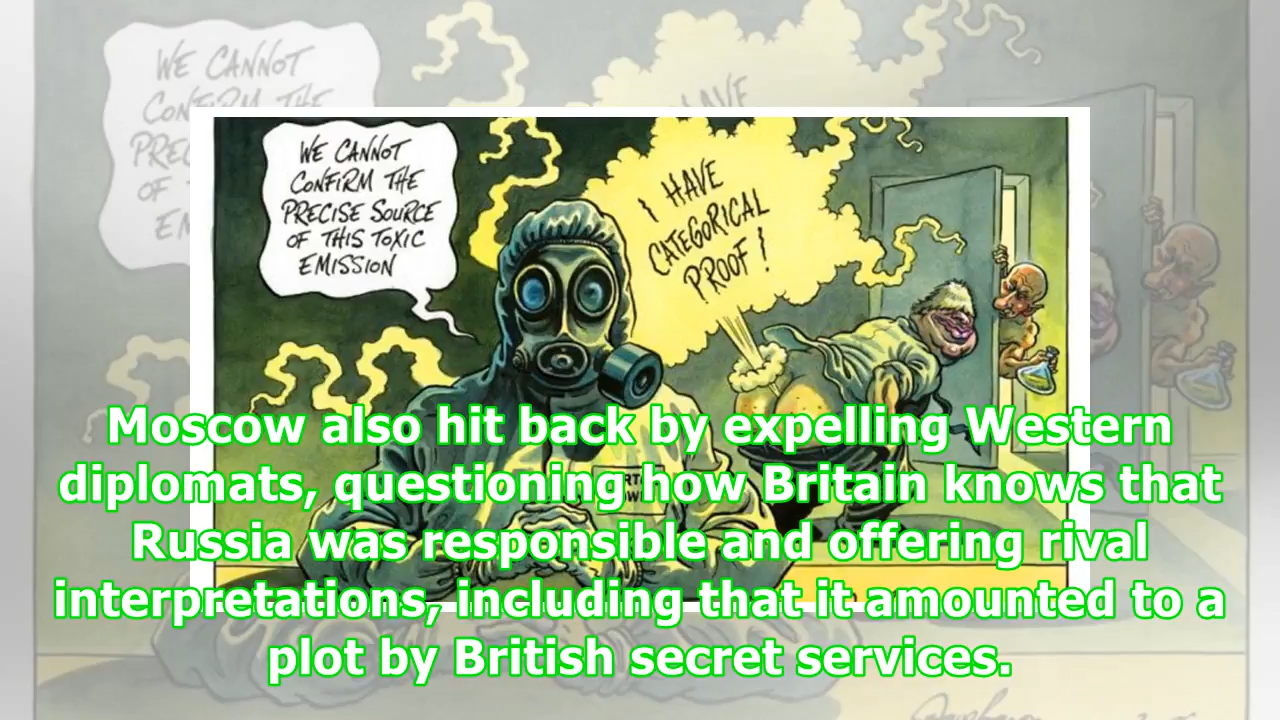 WE CANNOT
CONFIRM THE
PRECISE SOURCE
OF THIS TOXIC
EMISSION
I HAVE
CATEGORICAL
PROOF!
Moscow also hit back by expelling Western
diplomats, questioning how Britain knows that
Russia was responsible and offering rival
interpretations, including that it amounted to a
plot by British secret services.